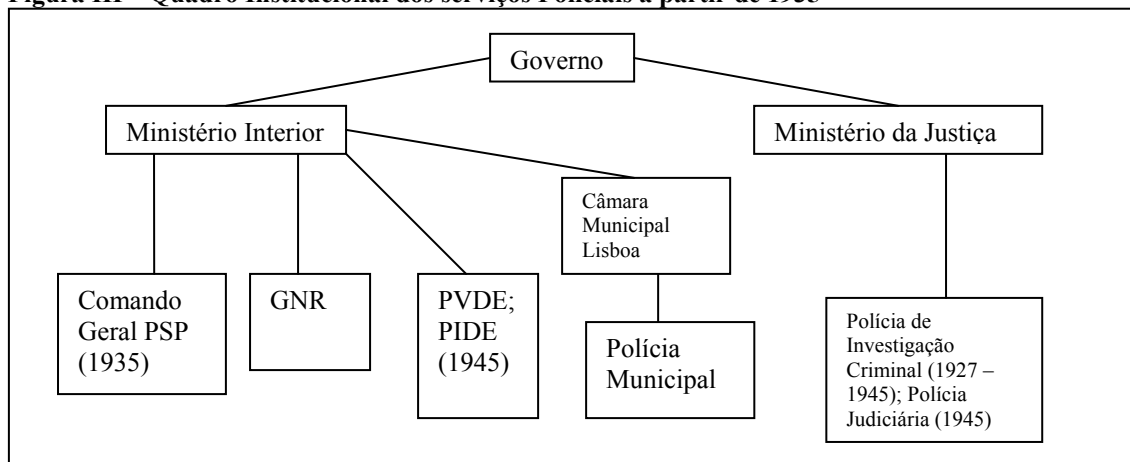 Figura III – Quadro Institucional dos serviços Policiais a partir de 1935
Governo
Ministério Interior
Ministério da Justiça
Câmara
Municipal
Lisboa
Comando
Geral PSP
(1935)
GNR
PVDE;
PIDE
(1945)
Polícia
Municipal
Polícia de
Investigação
Criminal (1927 –
1945); Polícia
Judiciária (1945)